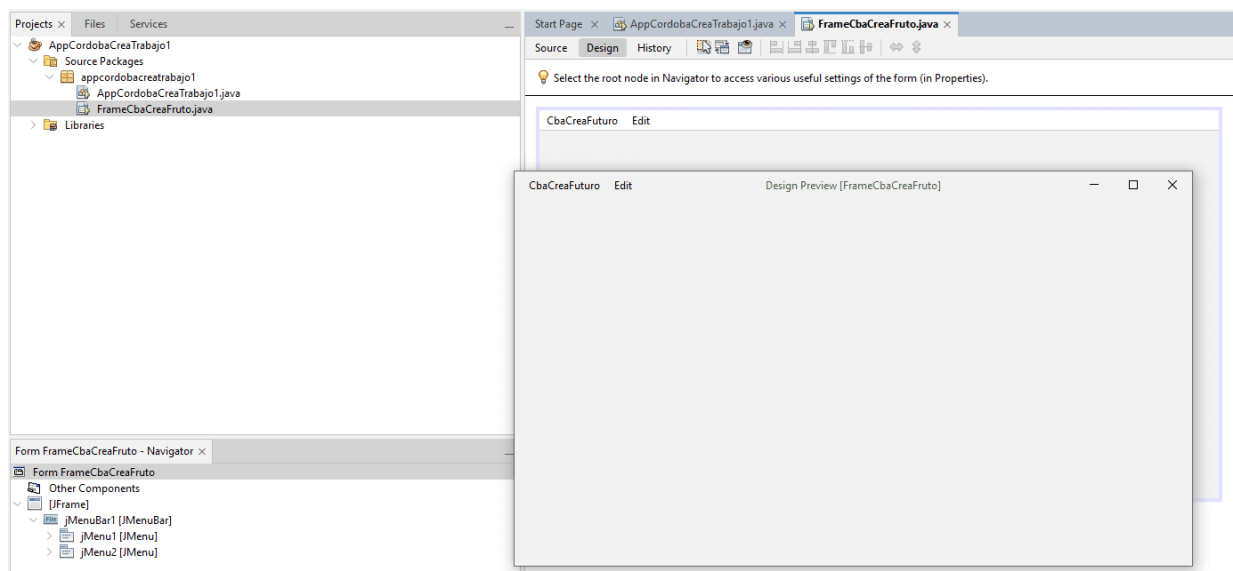 Projects Files Services
AppCordobaCreaTrabajo1
Source Packages
appcordobacreatrabajo1
AppCordobaCreaTrabajo1.java
FrameCbaCreaFruto.java
Libraries
Start Page AppCordobaCreaTrabajo1.java FrameCbaCreaFruto.java
Source Design History
Select the root node in Navigator to access various useful settings of the form (in Properties).
CbaCreaFuturo Edit
CbaCreaFuturo Edit Design Preview [FrameCbaCreaFruto]
Form FrameCbaCreaFruto - Navigator
Form FrameCbaCreaFruto
Other Components
[JFrame]
jMenuBar1 [JMenuBar]
jMenu1 [JMenu]
jMenu2 [JMenu]